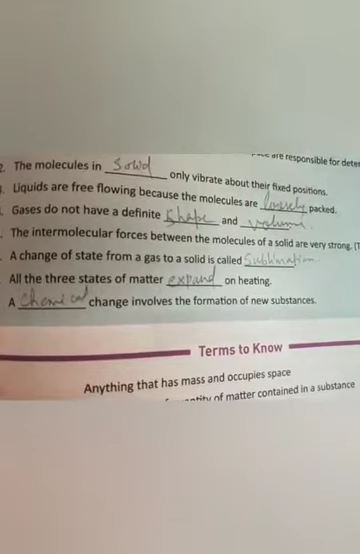 are responsible for deter
2. The molecules in Solid only vibrate about their fixed positions.
Liquids are free flowing because the molecules are loosely packed.
Gases do not have a definite shape and volume.
The intermolecular forces between the molecules of a solid are very strong. (T
A change of state from a gas to a solid is called Sublimation.
All the three states of matter expand on heating.
A Chemical change involves the formation of new substances.
Terms to Know
Anything that has mass and occupies space
of matter contained in a substance